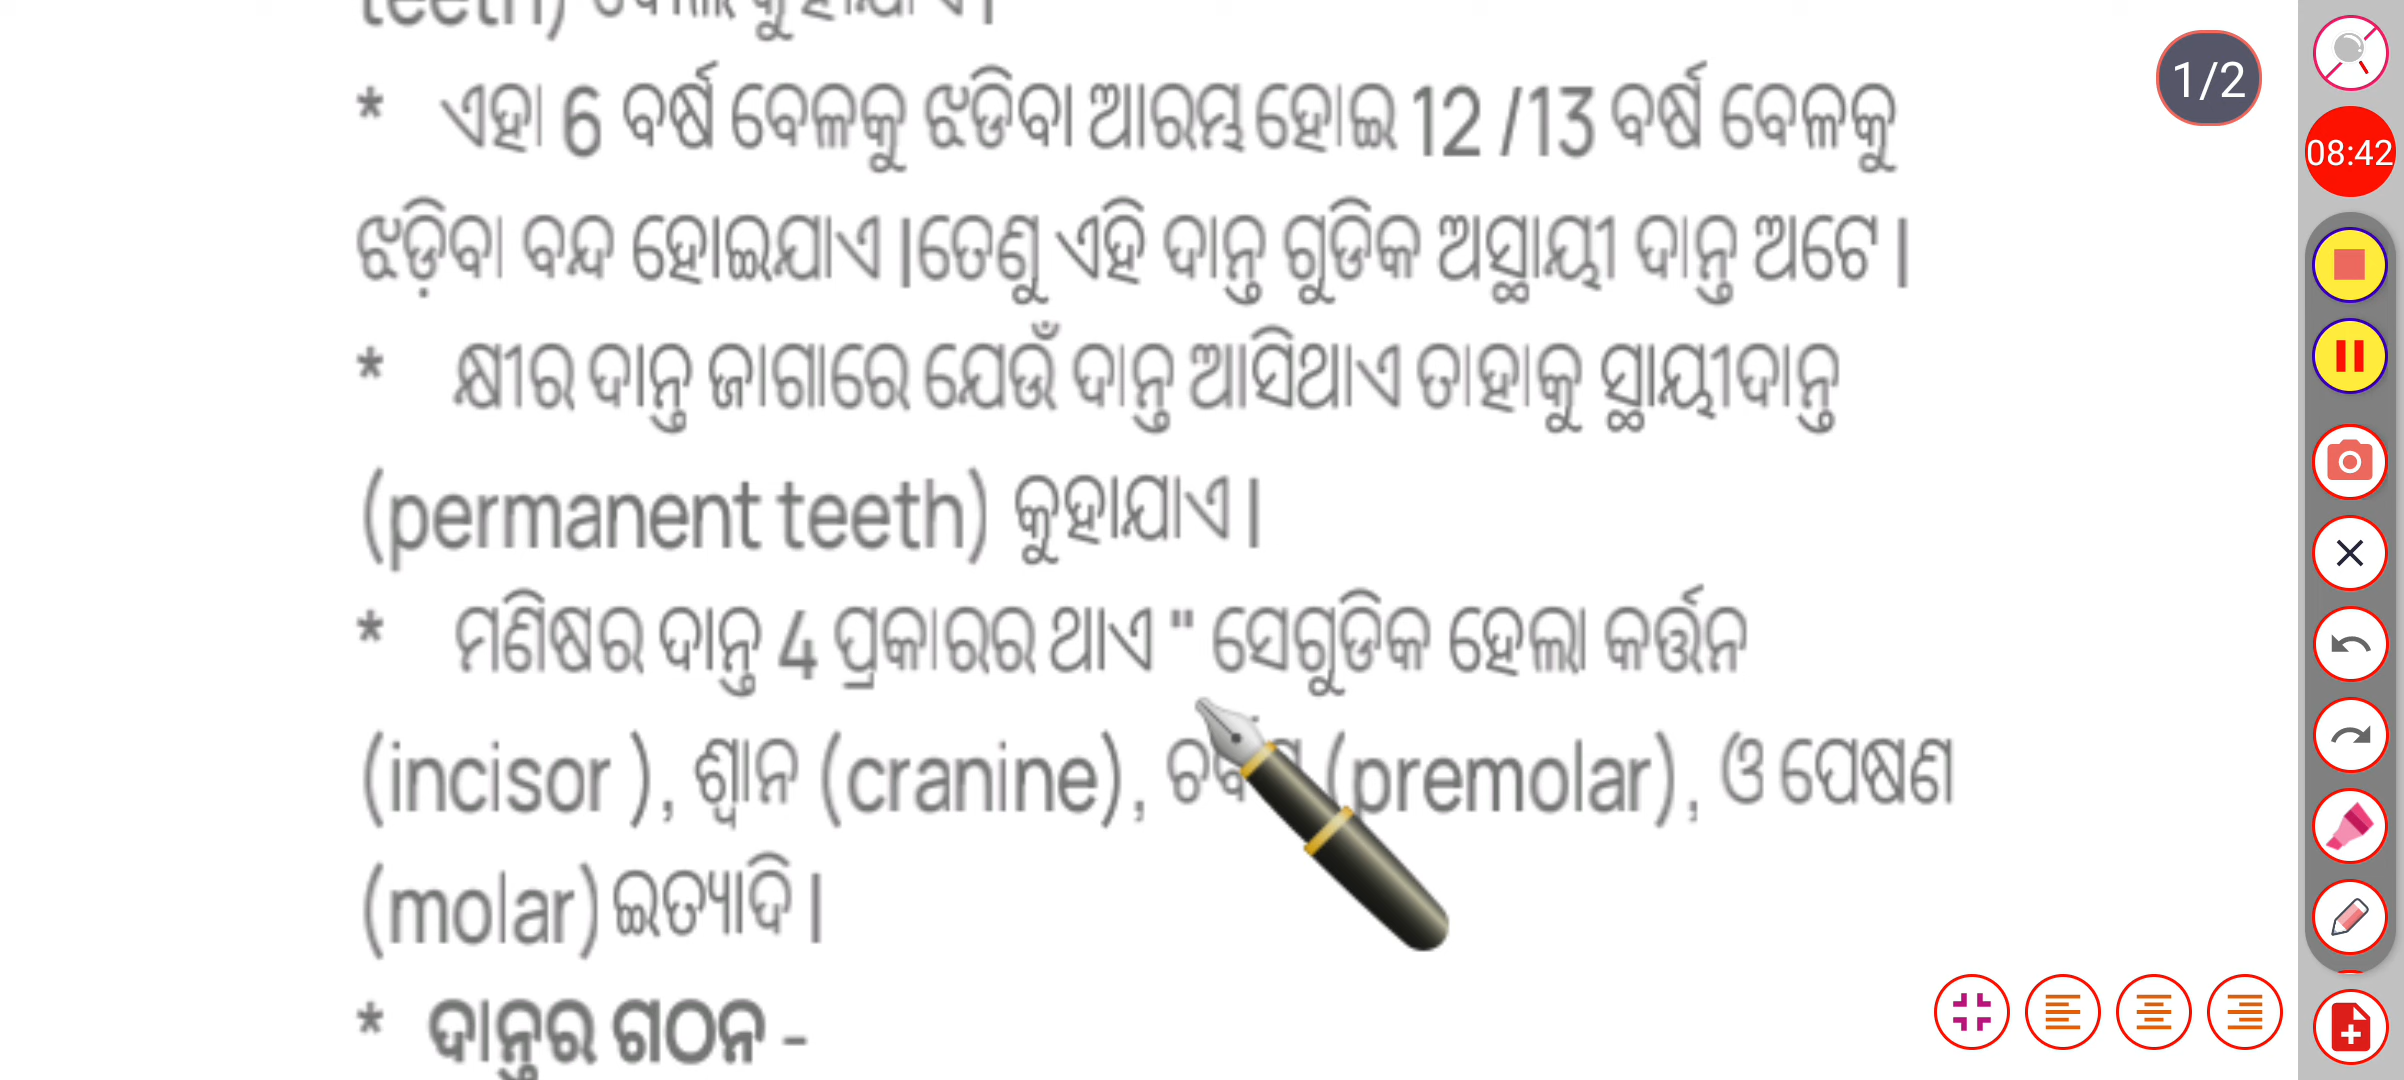 teeth)
* ଏହା 6 ବର୍ଷ ବେଳକୁ ଝଡିବା ଆରମ୍ଭ ହୋଇ 12 /13 ବର୍ଷ ବେଳକୁ
ଝଡ଼ିବା ବନ୍ଦ ହୋଇଯାଏ |ତେଣୁ ଏହି ଦାନ୍ତ ଗୁଡିକ ଅସ୍ଥାୟୀ ଦାନ୍ତ ଅଟେ |
* କ୍ଷୀର ଦାନ୍ତ ଜାଗାରେ ଯେଉଁ ଦାନ୍ତ ଆସିଥାଏ ତାହାକୁ ସ୍ଥାୟୀଦାନ୍ତ
(permanent teeth) କୁହାଯାଏ |
* ମଣିଷର ଦାନ୍ତ 4 ପ୍ରକାରର ଥାଏ " ସେଗୁଡିକ ହେଲା କର୍ତ୍ତନ
(incisor ), ଶ୍ୱାନ (cranine), (premolar), ଓ ପେଷଣ
(molar) ଇତ୍ୟାଦି |
* ଦାନ୍ତର ଗଠନ -
1/2
08:42